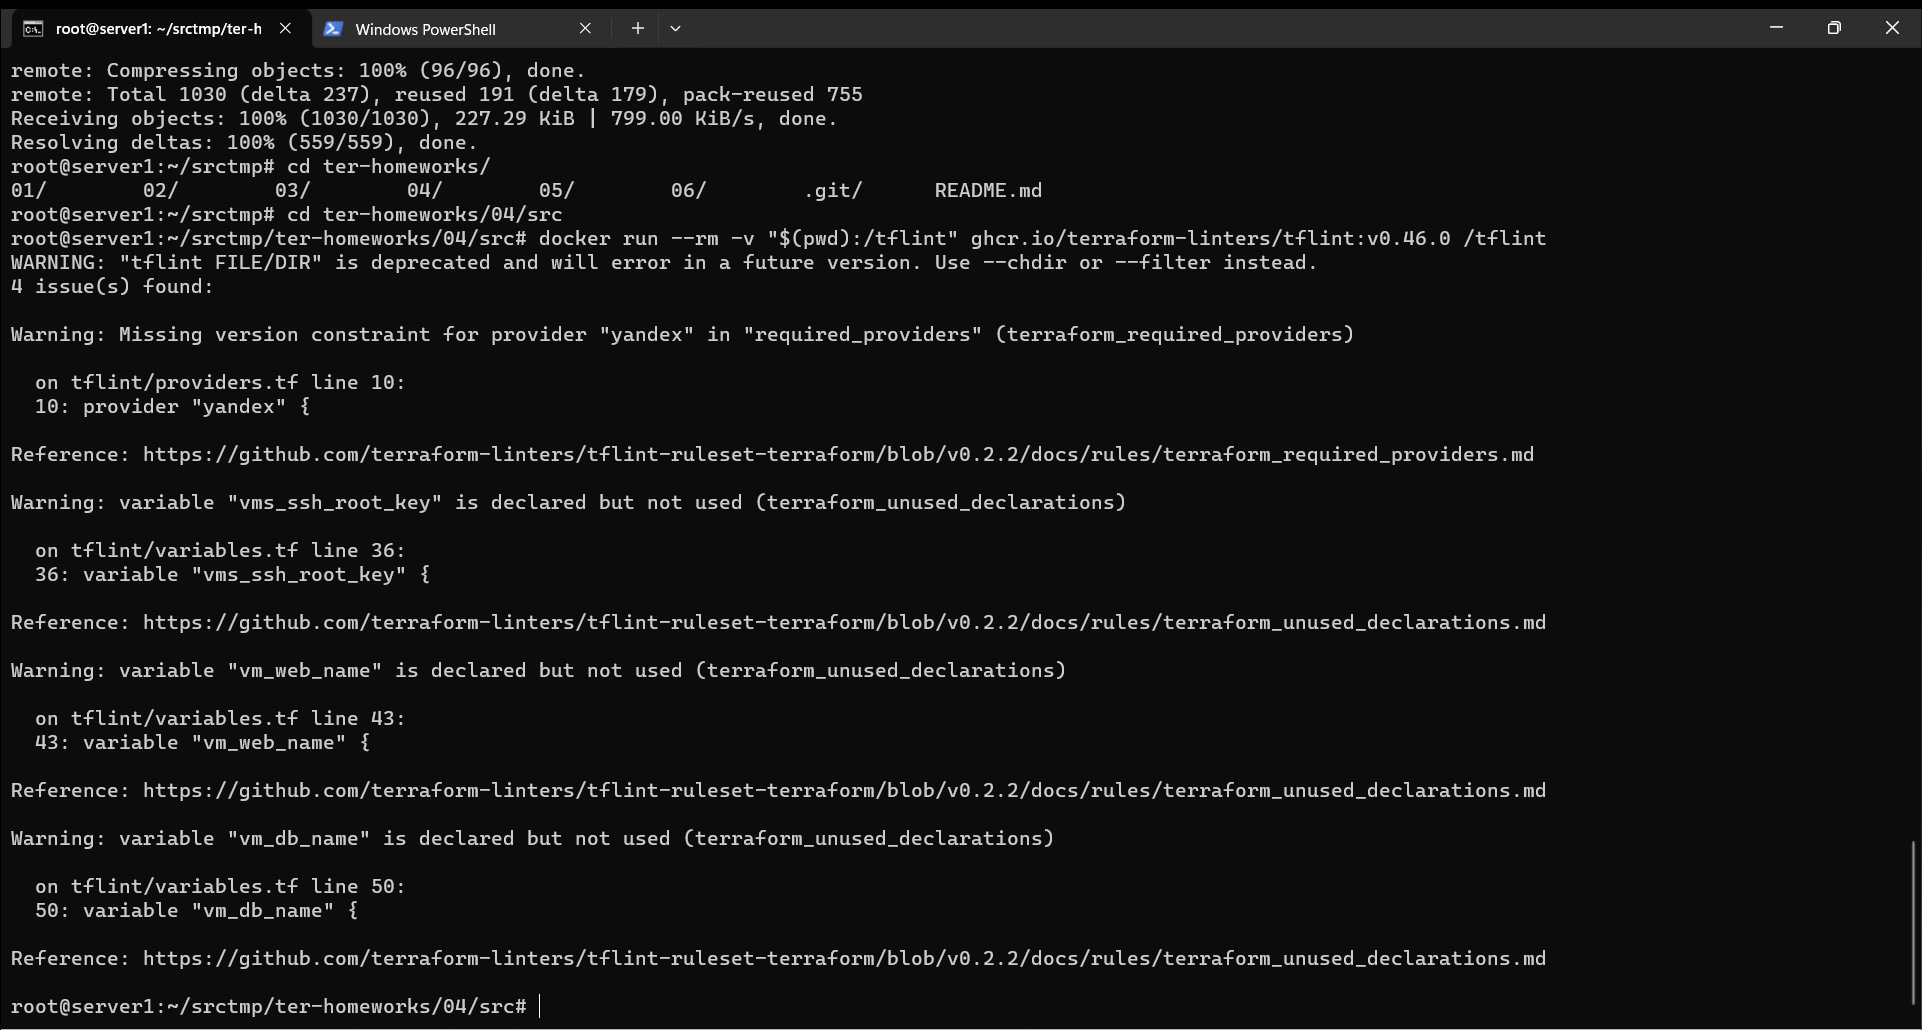 root@server1: ~/srctmp/ter-h
Windows PowerShell
remote: Compressing objects: 100% (96/96), done.
remote: Total 1030 (delta 237), reused 191 (delta 179), pack-reused 755
Receiving objects: 100% (1030/1030), 227.29 KiB | 799.00 KiB/s, done.
Resolving deltas: 100% (559/559), done.
root@server1:~/srctmp# cd ter-homeworks/
01/        02/        03/        04/        05/        06/        .git/      README.md
root@server1:~/srctmp# cd ter-homeworks/04/src
root@server1:~/srctmp/ter-homeworks/04/src# docker run --rm -v "$(pwd):/tflint" ghcr.io/terraform-linters/tflint:v0.46.0 /tflint
WARNING: "tflint FILE/DIR" is deprecated and will error in a future version. Use --chdir or --filter instead.
4 issue(s) found:
Warning: Missing version constraint for provider "yandex" in "required_providers" (terraform_required_providers)
  on tflint/providers.tf line 10:
  10: provider "yandex" {
Reference: https://github.com/terraform-linters/tflint-ruleset-terraform/blob/v0.2.2/docs/rules/terraform_required_providers.md
Warning: variable "vms_ssh_root_key" is declared but not used (terraform_unused_declarations)
  on tflint/variables.tf line 36:
  36: variable "vms_ssh_root_key" {
Reference: https://github.com/terraform-linters/tflint-ruleset-terraform/blob/v0.2.2/docs/rules/terraform_unused_declarations.md
Warning: variable "vm_web_name" is declared but not used (terraform_unused_declarations)
  on tflint/variables.tf line 43:
  43: variable "vm_web_name" {
Reference: https://github.com/terraform-linters/tflint-ruleset-terraform/blob/v0.2.2/docs/rules/terraform_unused_declarations.md
Warning: variable "vm_db_name" is declared but not used (terraform_unused_declarations)
  on tflint/variables.tf line 50:
  50: variable "vm_db_name" {
Reference: https://github.com/terraform-linters/tflint-ruleset-terraform/blob/v0.2.2/docs/rules/terraform_unused_declarations.md
root@server1:~/srctmp/ter-homeworks/04/src#